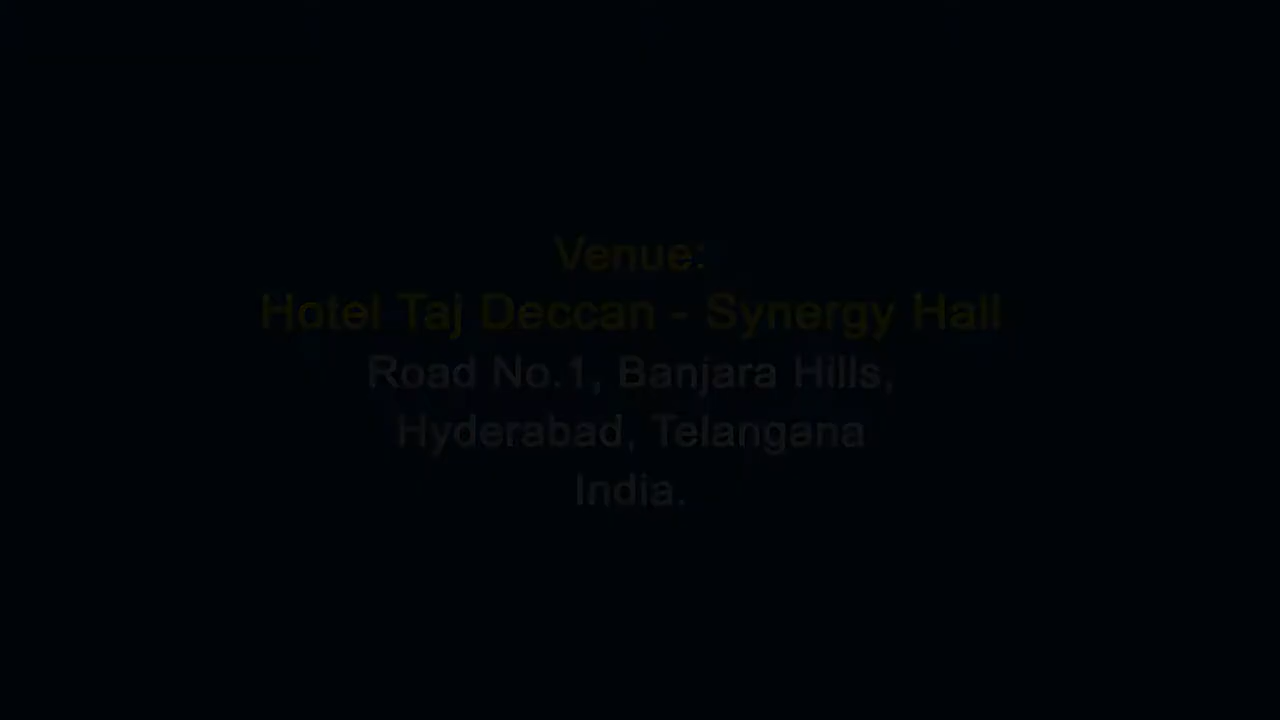 Venue:
Hotel Taj Deccan - Synergy Hall
Road No.1, Banjara Hills,
Hyderabad, Telangana
India.